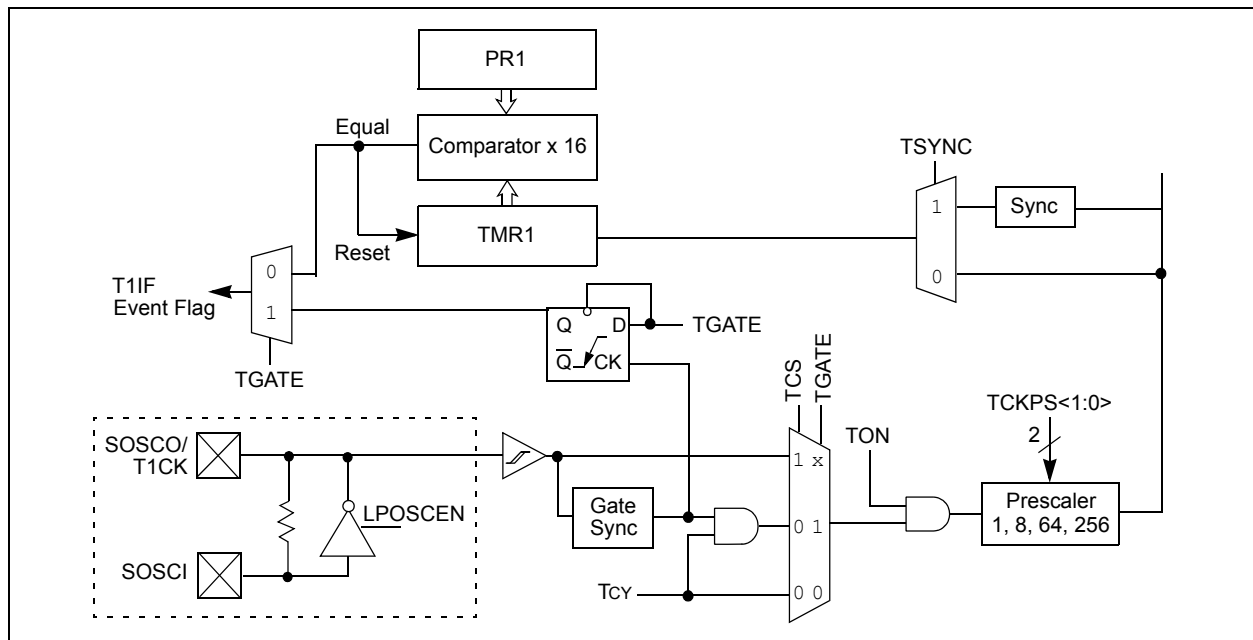 PR1
Equal
Comparator x 16
TSYNC
1
Sync
Reset
TMR1
0
T1IF
Event Flag
0
1
TGATE
Q
D
TGATE
Q̅
CK
TCS
TGATE
TCKPS<1:0>
2
TON
SOSCO/
T1CK
LPOSCEN
SOSCI
1 x
Gate
Sync
0 1
Prescaler
1, 8, 64, 256
TCY
0 0